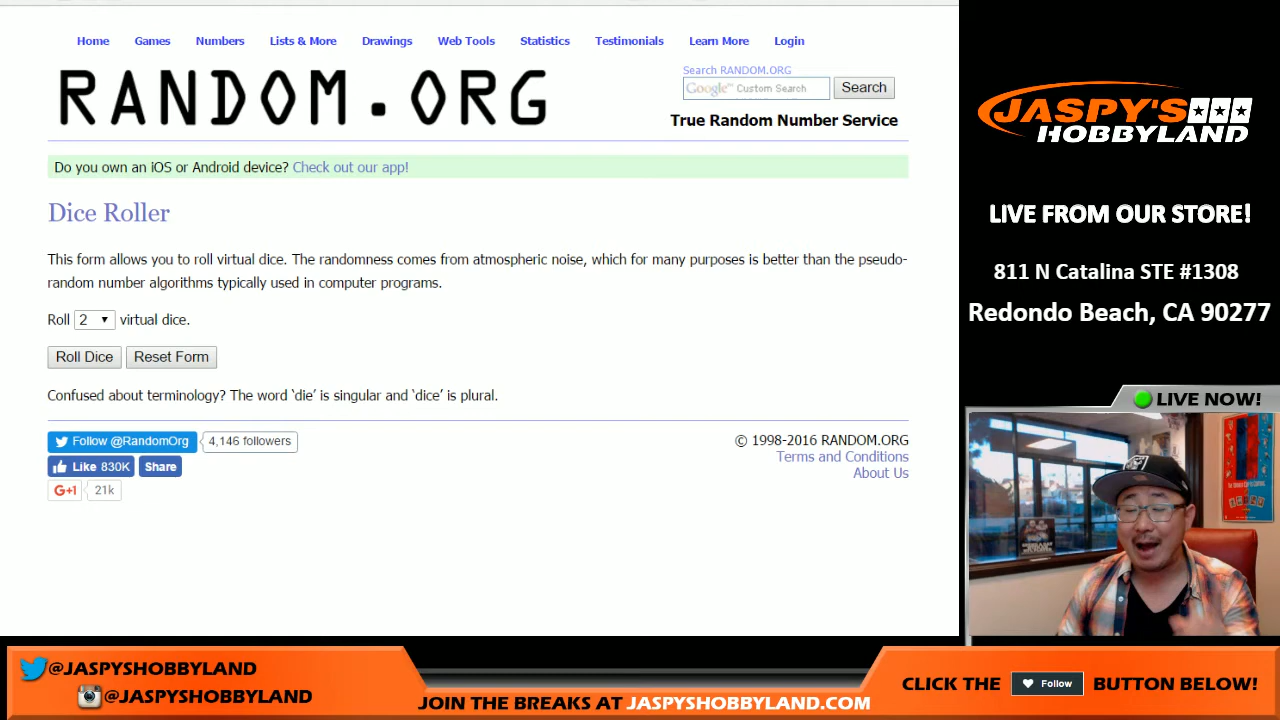 Home Games Numbers Lists & More Drawings Web Tools Statistics Testimonials Learn More Login
RANDOM.ORG
Search RANDOM.ORG
Google™ Custom Search Search
True Random Number Service
Do you own an iOS or Android device? Check out our app!
Dice Roller
This form allows you to roll virtual dice. The randomness comes from atmospheric noise, which for many purposes is better than the pseudo-
random number algorithms typically used in computer programs.
Roll 2 virtual dice.
Roll Dice Reset Form
Confused about terminology? The word ‘die’ is singular and ‘dice’ is plural.
Follow @RandomOrg 4,146 followers
Like 830K Share
G+1 21k
© 1998-2016 RANDOM.ORG
Terms and Conditions
About Us
JASPY'S
HOBBYLAND
LIVE FROM OUR STORE!
811 N Catalina STE #1308
Redondo Beach, CA 90277
LIVE NOW!
@JASPYSHOBBYLAND
@JASPYSHOBBYLAND
JOIN THE BREAKS AT JASPYSHOBBYLAND.COM
CLICK THE Follow BUTTON BELOW!